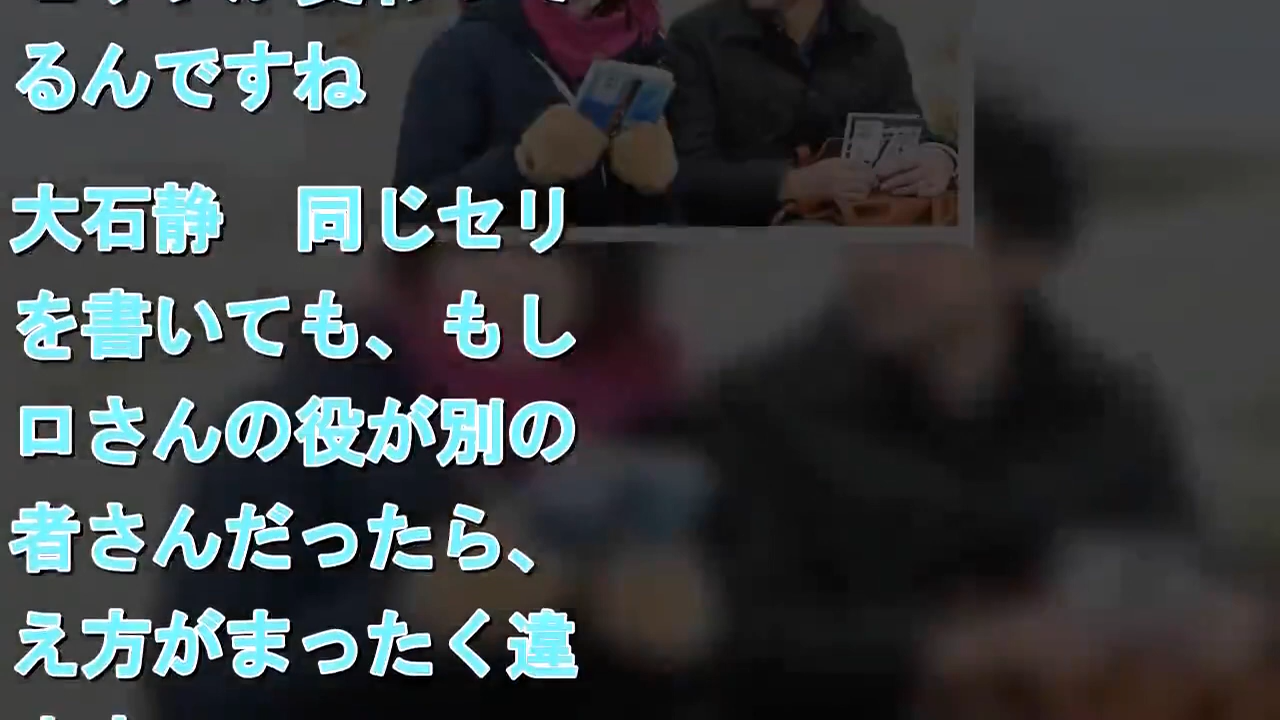 るんですね
大石静　同じセリ
を書いても、もし
ロさんの役が別の
者さんだったら、
え方がまったく違